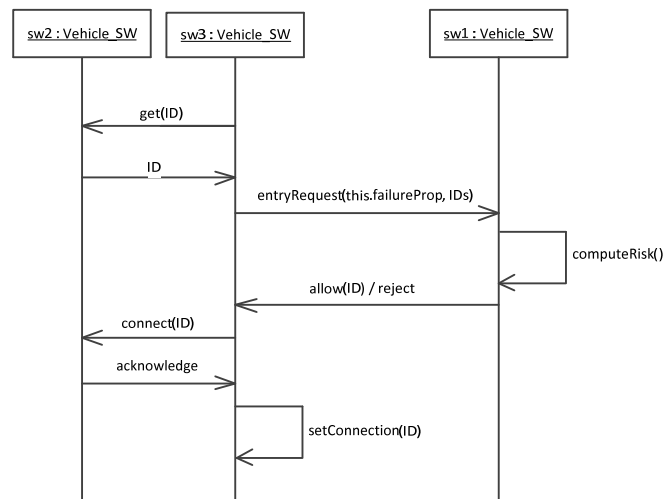 sw2 : Vehicle_SW
sw3 : Vehicle_SW
sw1 : Vehicle_SW
get(ID)
ID
entryRequest(this.failureProp, IDs)
computeRisk()
allow(ID) / reject
connect(ID)
acknowledge
setConnection(ID)